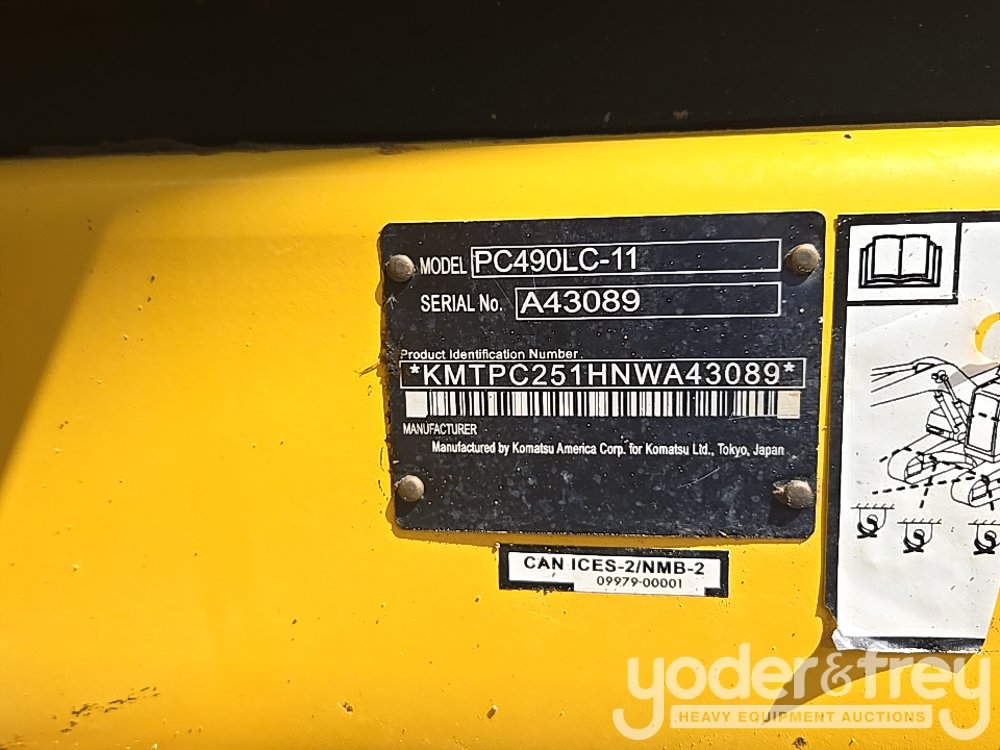 MODEL PC490LC-11
SERIAL No. A43089
Product Identification Number
*KMTPC251HNWA43089*
MANUFACTURER
Manufactured by Komatsu America Corp. for Komatsu Ltd., Tokyo, Japan
CAN ICES-2/NMB-2
09979-00001
yoder&frey
HEAVY EQUIPMENT AUCTIONS